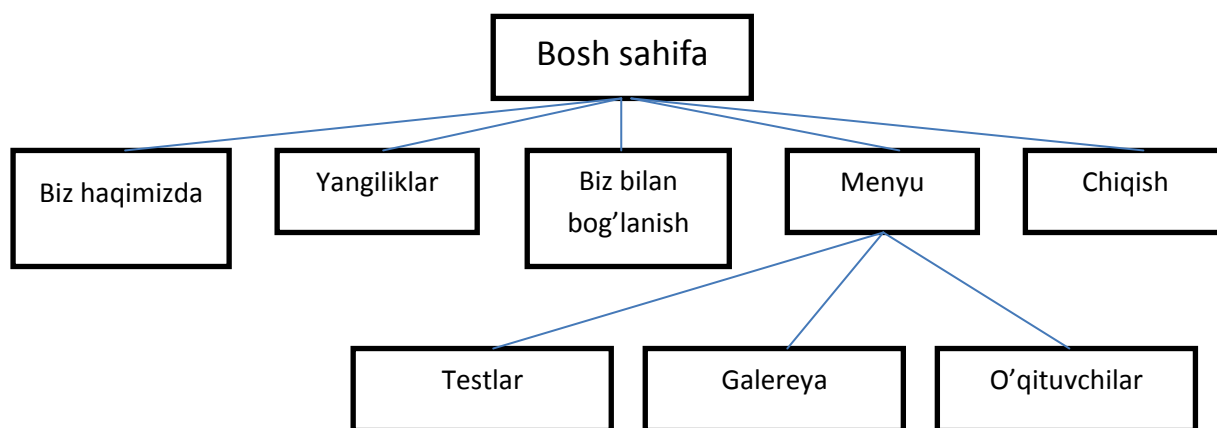 Bosh sahifa
Biz haqimizda
Yangiliklar
Biz bilan
bog’lanish
Menyu
Chiqish
Testlar
Galereya
O’qituvchilar